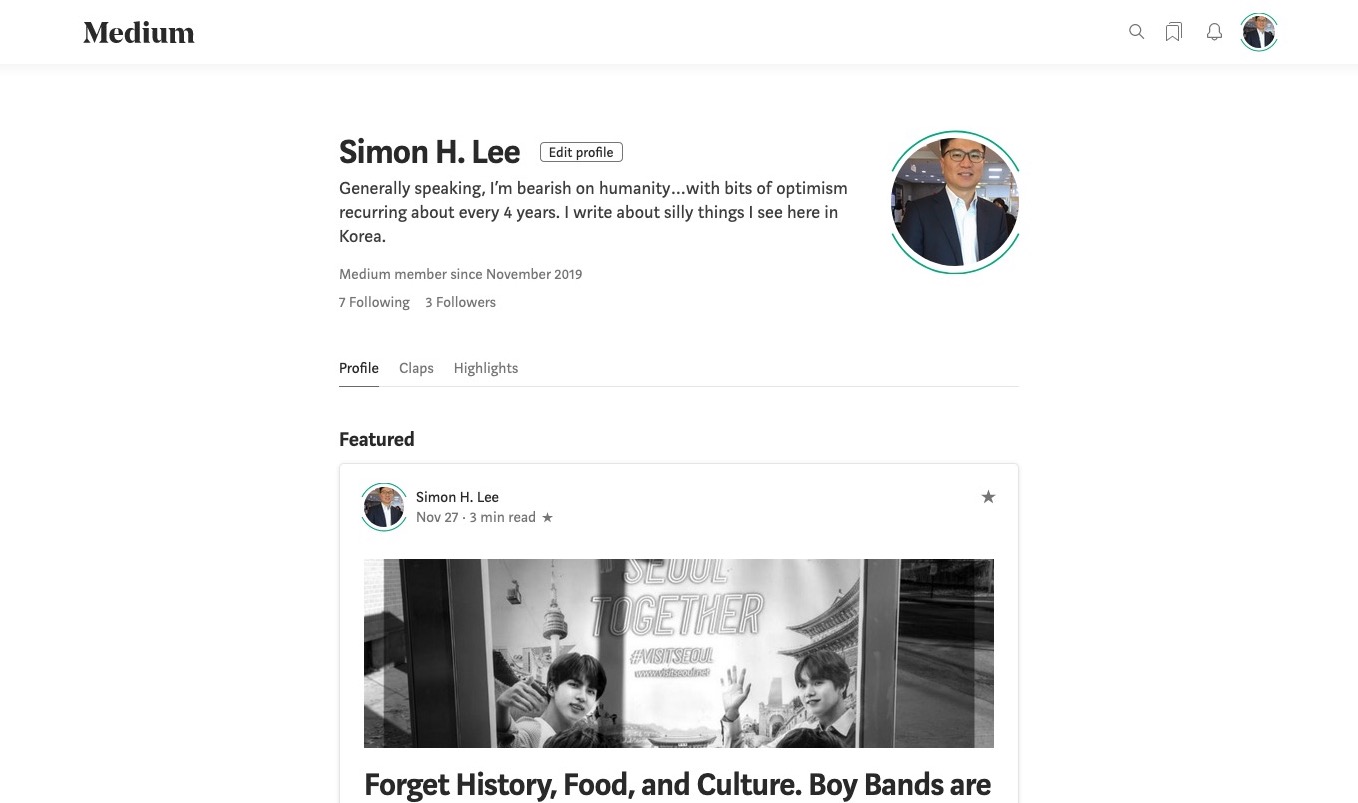 Medium
Simon H. Lee Edit profile
Generally speaking, I'm bearish on humanity...with bits of optimism
recurring about every 4 years. I write about silly things I see here in
Korea.
Medium member since November 2019
7 Following 3 Followers
Profile Claps Highlights
Featured
Simon H. Lee
Nov 27 · 3 min read ★
SEOUL
TOGETHER
#VISITSEOUL
www.visitseoul.net
Forget History, Food, and Culture. Boy Bands are